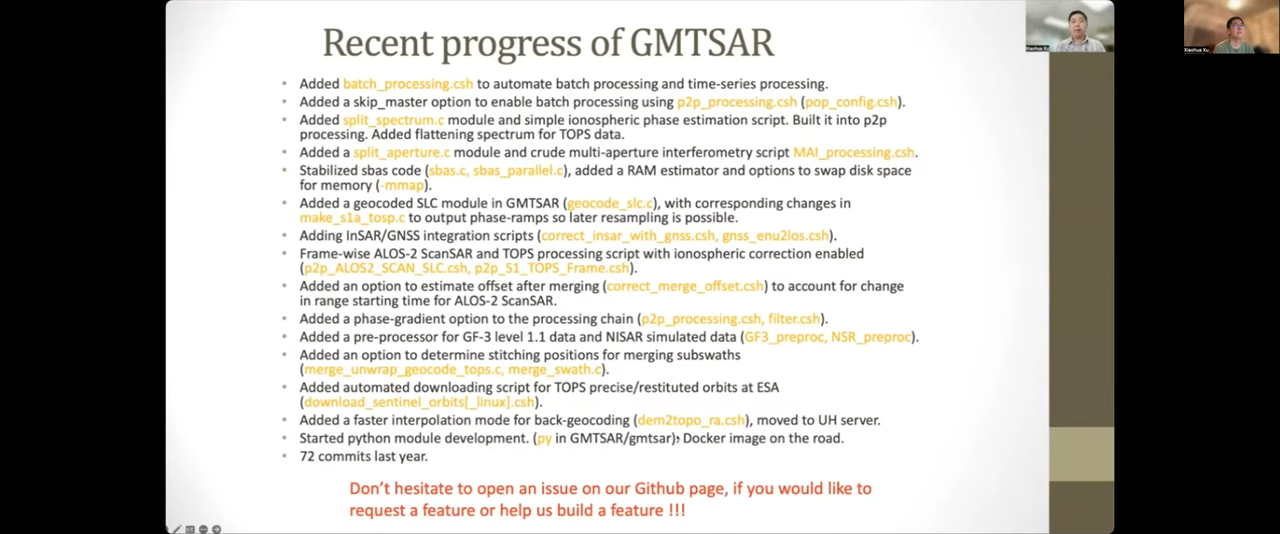 Recent progress of GMTSAR
Xiaohua Xu
Xiaohua Xu
• Added batch_processing.csh to automate batch processing and time-series processing.
• Added a skip_master option to enable batch processing using p2p_processing.csh (pop_config.csh).
• Added split_spectrum.c module and simple ionospheric phase estimation script. Built it into p2p
processing. Added flattening spectrum for TOPS data.
• Added a split_aperture.c module and crude multi-aperture interferometry script MAI_processing.csh.
• Stabilized sbas code (sbas.c, sbas_parallel.c), added a RAM estimator and options to swap disk space
for memory (-mmap).
• Added a geocoded SLC module in GMTSAR (geocode_slc.c), with corresponding changes in
make_s1a_tosp.c to output phase-ramps so later resampling is possible.
• Adding InSAR/GNSS integration scripts (correct_insar_with_gnss.csh, gnss_enu2los.csh).
• Frame-wise ALOS-2 ScanSAR and TOPS processing script with ionospheric correction enabled
(p2p_ALOS2_SCAN_SLC.csh, p2p_S1_TOPS_Frame.csh).
• Added an option to estimate offset after merging (correct_merge_offset.csh) to account for change
in range starting time for ALOS-2 ScanSAR.
• Added a phase-gradient option to the processing chain (p2p_processing.csh, filter.csh).
• Added a pre-processor for GF-3 level 1.1 data and NISAR simulated data (GF3_preproc, NSR_preproc).
• Added an option to determine stitching positions for merging subswaths
(merge_unwrap_geocode_tops.c, merge_swath.c).
• Added automated downloading script for TOPS precise/restituted orbits at ESA
(download_sentinel_orbits[_linux].csh).
• Added a faster interpolation mode for back-geocoding (dem2topo_ra.csh), moved to UH server.
• Started python module development. (py in GMTSAR/gmtsar), Docker image on the road.
• 72 commits last year.
Don't hesitate to open an issue on our Github page, if you would like to
request a feature or help us build a feature !!!